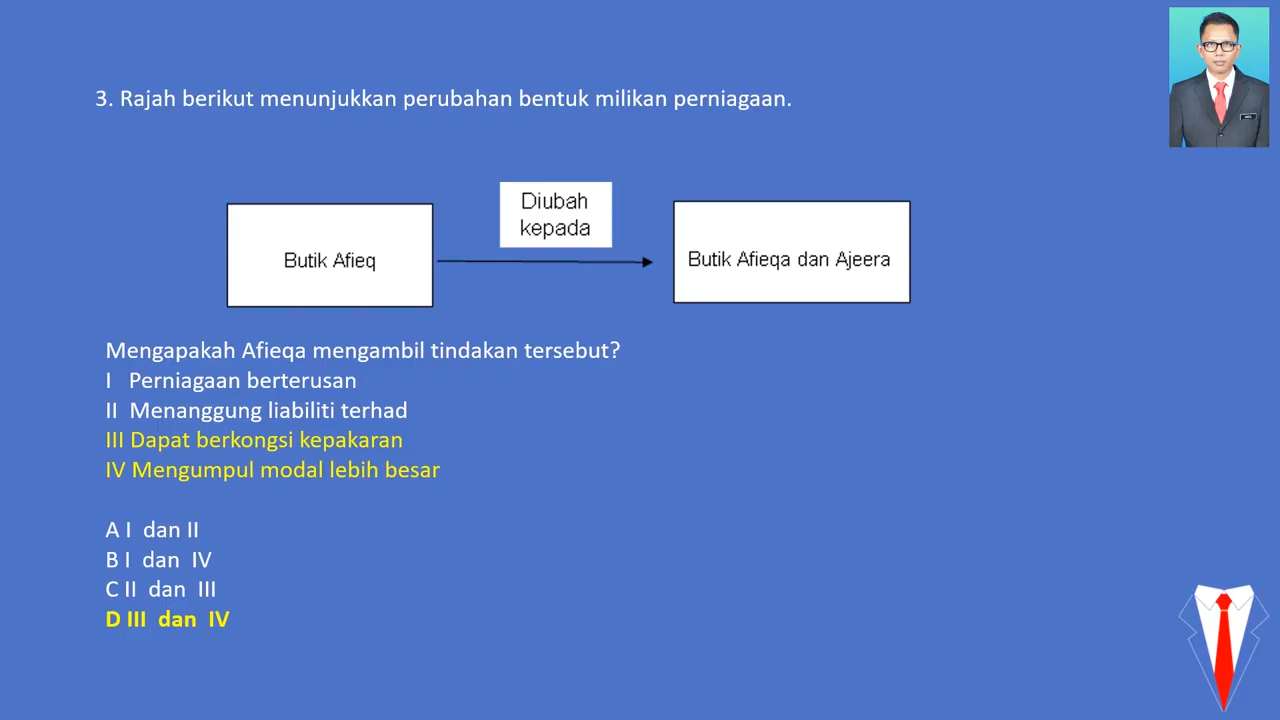 3. Rajah berikut menunjukkan perubahan bentuk milikan perniagaan.
Diubah
kepada
Butik Afieq
Butik Afieqa dan Ajeera
Mengapakah Afieqa mengambil tindakan tersebut?
I Perniagaan berterusan
II Menanggung liabiliti terhad
III Dapat berkongsi kepakaran
IV Mengumpul modal lebih besar
A I dan II
B I dan IV
C II dan III
D III dan IV